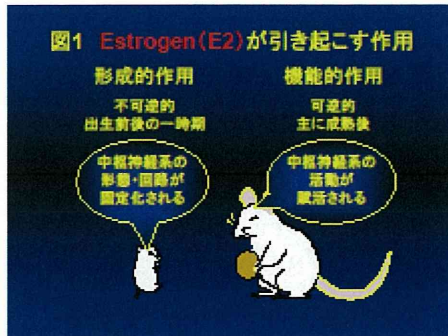 図1 Estrogen(E2)が引き起こす作用
形成的作用
不可逆的
出生前後の一時期
中枢神経系の
形態・回路が
固定化される
機能的作用
可逆的
主に成熟後
中枢神経系の
活動が
賦活される